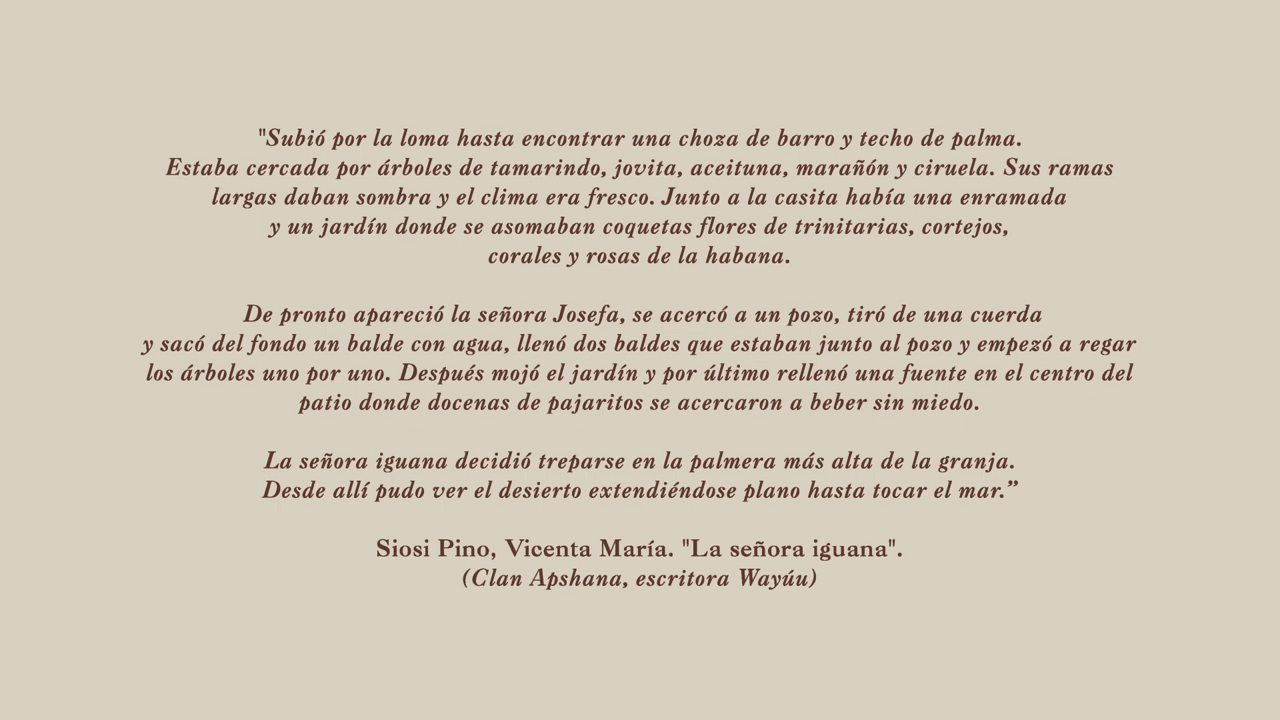 "Subió por la loma hasta encontrar una choza de barro y techo de palma.
Estaba cercada por árboles de tamarindo, jovita, aceituna, marañón y ciruela. Sus ramas
largas daban sombra y el clima era fresco. Junto a la casita había una enramada
y un jardín donde se asomaban coquetas flores de trinitarias, cortejos,
corales y rosas de la habana.
De pronto apareció la señora Josefa, se acercó a un pozo, tiró de una cuerda
y sacó del fondo un balde con agua, llenó dos baldes que estaban junto al pozo y empezó a regar
los árboles uno por uno. Después mojó el jardín y por último rellenó una fuente en el centro del
patio donde docenas de pajaritos se acercaron a beber sin miedo.
La señora iguana decidió treparse en la palmera más alta de la granja.
Desde allí pudo ver el desierto extendiéndose plano hasta tocar el mar.”
Siosi Pino, Vicenta María. "La señora iguana".
(Clan Apshana, escritora Wayúu)